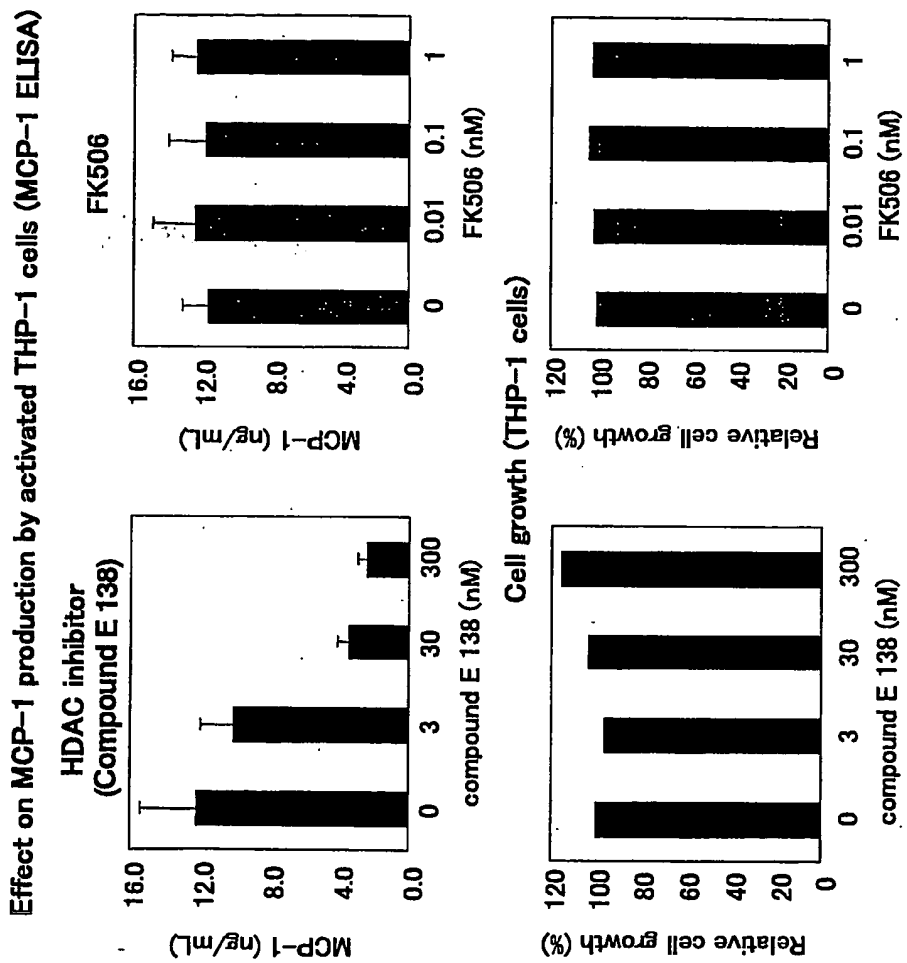 Effect on MCP-1 production by activated THP-1 cells (MCP-1 ELISA)
HDAC inhibitor
(Compound E 138)
MCP-1 (ng/mL)
16.0
12.0
8.0
4.0
0.0
0 3 30 300
compound E 138 (nM)
FK506
MCP-1 (ng/mL)
16.0
12.0
8.0
4.0
0.0
0 0.01 0.1 1
FK506 (nM)
Cell growth (THP-1 cells)
Relative cell growth (%)
120
100
80
60
40
20
0
0 3 30 300
compound E 138 (nM)
Relative cell growth (%)
120
100
80
60
40
20
0
0 0.01 0.1 1
FK506 (nM)